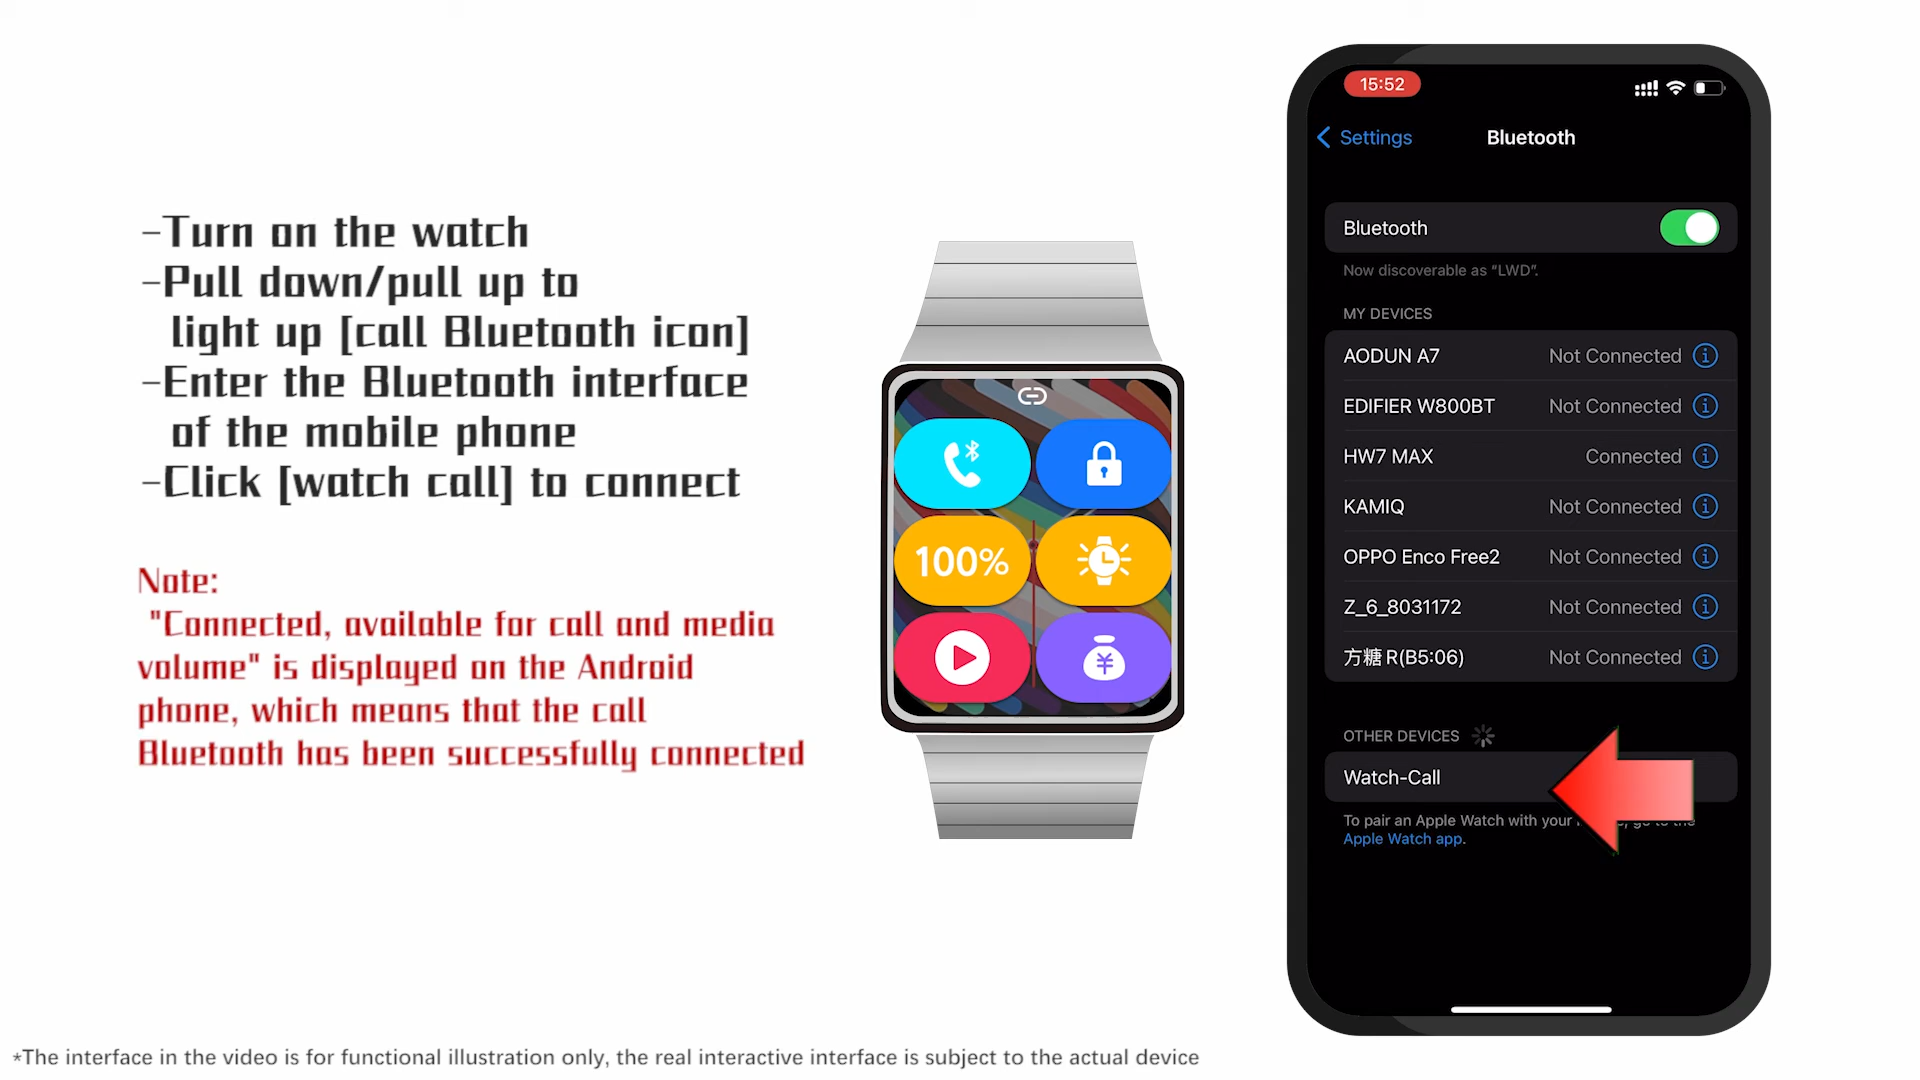 -Turn on the watch
-Pull down/pull up to
light up [call Bluetooth icon]
-Enter the Bluetooth interface
of the mobile phone
-Click [watch call] to connect
Note:
"Connected, available for call and media
volume" is displayed on the Android
phone, which means that the call
Bluetooth has been successfully connected
100%
¥
15:52
Settings
Bluetooth
Bluetooth
Now discoverable as “LWD”.
MY DEVICES
AODUN A7 Not Connected
EDIFIER W800BT Not Connected
HW7 MAX Connected
KAMIQ Not Connected
OPPO Enco Free2 Not Connected
Z_6_8031172 Not Connected
方糖 R(B5:06) Not Connected
OTHER DEVICES
Watch-Call
To pair an Apple Watch with your go to the
Apple Watch app.
*The interface in the video is for functional illustration only, the real interactive interface is subject to the actual device